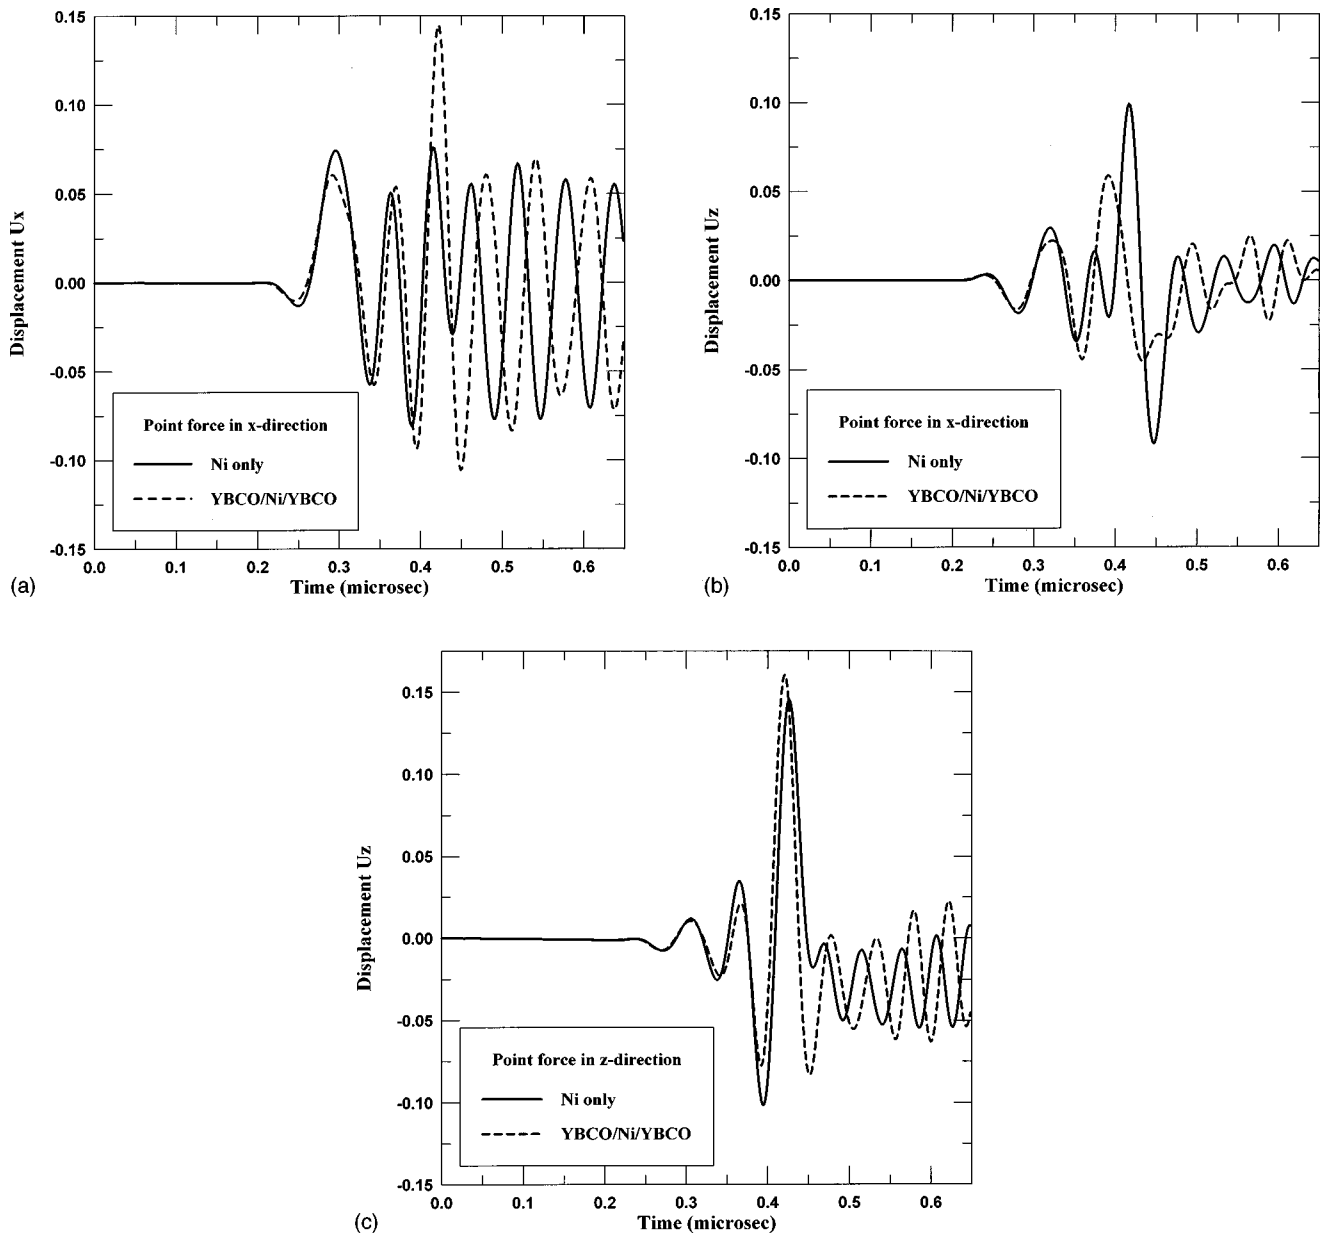 0.15
0.10
0.05
0.00
-0.05
-0.10
-0.15
Displacement Ux
Point force in x-direction
Ni only
YBCO/Ni/YBCO
0.0 0.1 0.2 0.3 0.4 0.5 0.6
Time (microsec)
(a)
0.15
0.10
0.05
0.00
-0.05
-0.10
-0.15
Displacement Uz
Point force in x-direction
Ni only
YBCO/Ni/YBCO
0.0 0.1 0.2 0.3 0.4 0.5 0.6
Time (microsec)
(b)
0.15
0.10
0.05
0.00
-0.05
-0.10
-0.15
Displacement Uz
Point force in z-direction
Ni only
YBCO/Ni/YBCO
0.0 0.1 0.2 0.3 0.4 0.5 0.6
Time (microsec)
(c)